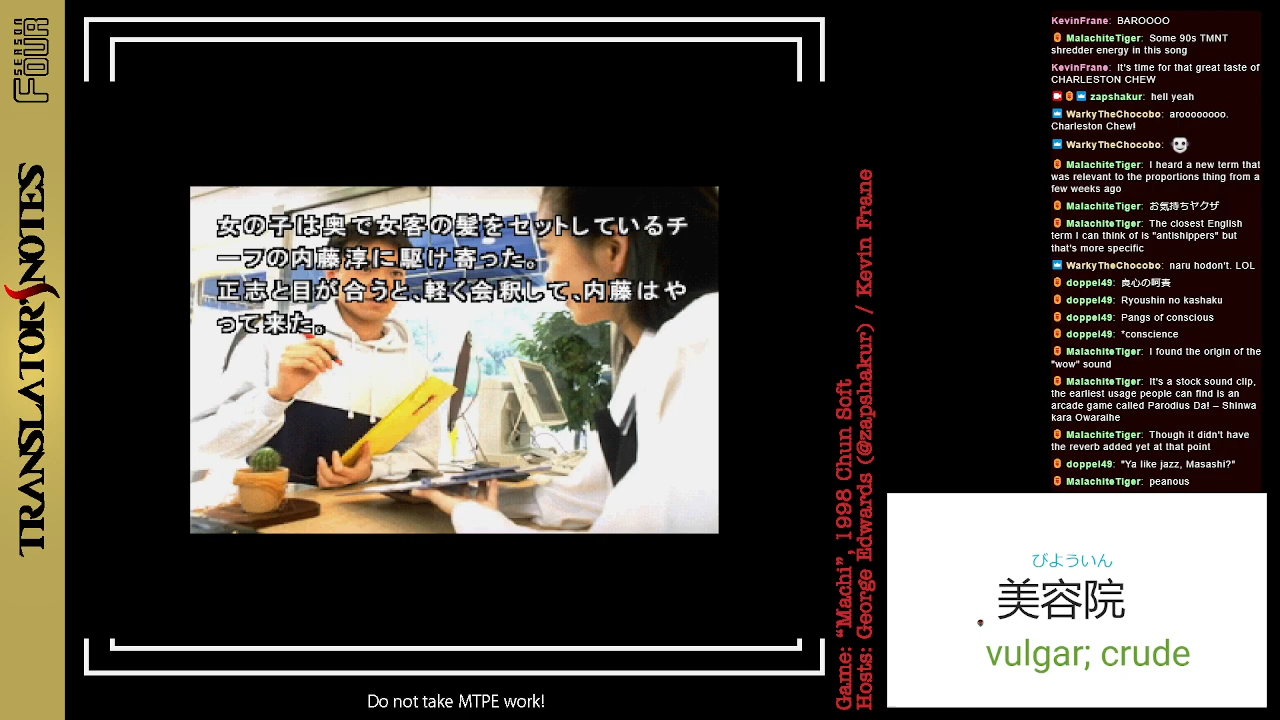 SEASON
FOUR
TRANSLATORS NOTES
女の子は奥で女客の髪をセットしているチ
ーフの内藤淳に駆け寄った。
正志と目が合うと、軽く会釈して、内藤はや
って来た。
Do not take MTPE work!
Game: "Machi", 1998 Chun Soft
Hosts: George Edwards (@zapshakur) / Kevin Frane
KevinFrane: BAROOOO
MalachiteTiger: Some 90s TMNT
shredder energy in this song
KevinFrane: It's time for that great taste of
CHARLESTON CHEW
zapshakur: hell yeah
WarkyTheChocobo: aroooooooo.
Charleston Chew!
WarkyTheChocobo:
MalachiteTiger: I heard a new term that
was relevant to the proportions thing from a
few weeks ago
MalachiteTiger: お気持ちヤクザ
MalachiteTiger: The closest English
term I can think of is "antishippers" but
that's more specific
WarkyTheChocobo: naru hodon't. LOL
doppel49: 良心の呵責
doppel49: Ryoushin no kashaku
doppel49: Pangs of conscious
doppel49: *conscience
MalachiteTiger: I found the origin of the
"wow" sound
MalachiteTiger: It's a stock sound clip,
the earliest usage people can find is an
arcade game called Parodius Da! – Shinwa
kara Owaraihe
MalachiteTiger: Though it didn't have
the reverb added yet at that point
doppel49: "Ya like jazz, Masashi?"
MalachiteTiger: peanous
びよういん
美容院
vulgar; crude